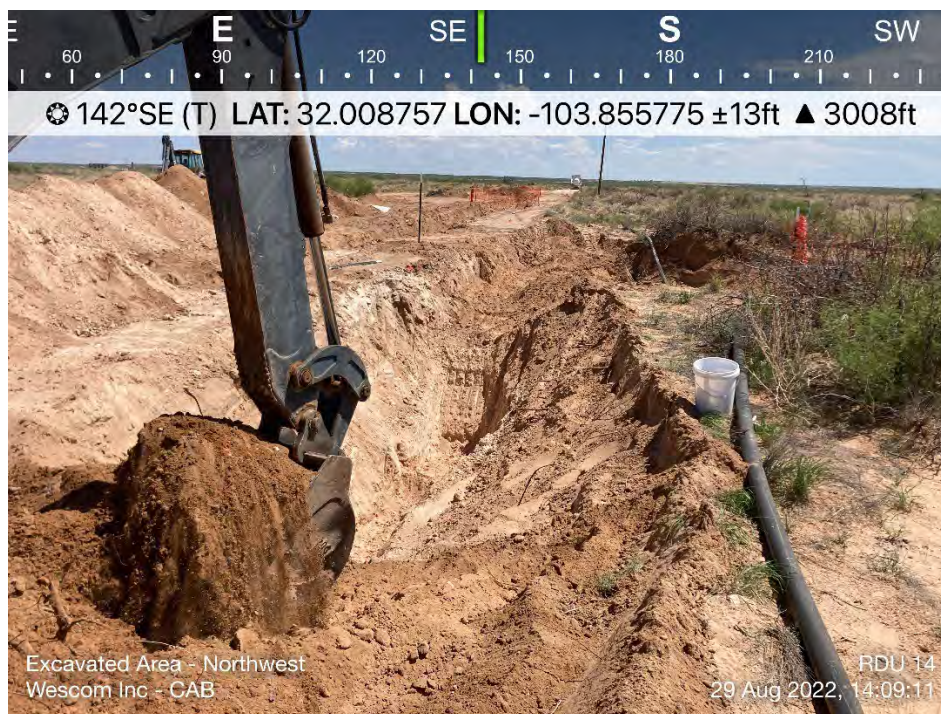 E E SE S SW
60 90 120 150 180 210
142°SE (T) LAT: 32.008757 LON: -103.855775 ±13ft ▲ 3008ft
Excavated Area - Northwest
Wescom Inc - CAB
RDU 14
29 Aug 2022, 14:09:11